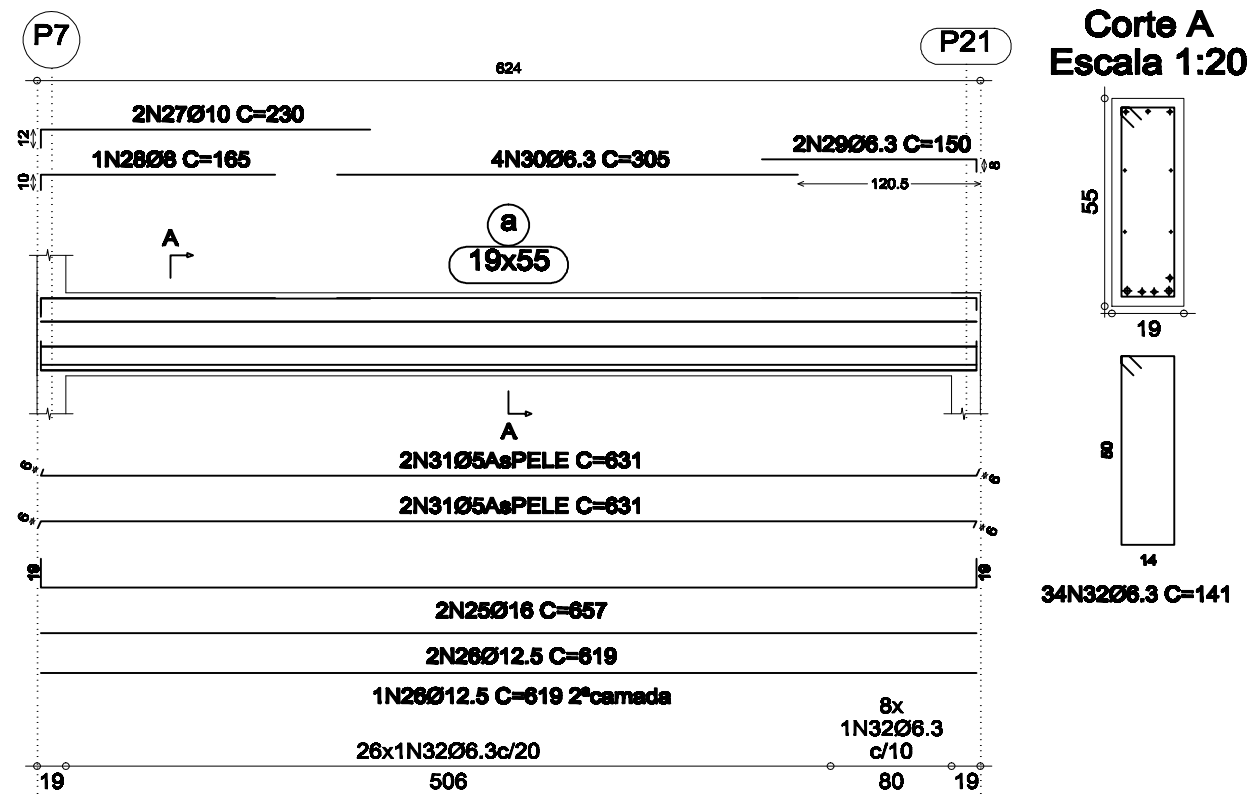 P7
P21
Corte A
Escala 1:20
624
2N27Ø10 C=230
12
1N28Ø8 C=165
4N30Ø6.3 C=305
2N29Ø6.3 C=150
10
8
120.5
a
A
19x55
55
19
A
2N31Ø5AsPELE C=631
6
6
2N31Ø5AsPELE C=631
6
6
50
14
34N32Ø6.3 C=141
19
19
2N25Ø16 C=657
2N26Ø12.5 C=619
1N26Ø12.5 C=619 2ªcamada
8x
1N32Ø6.3
c/10
26x1N32Ø6.3c/20
19
506
80
19